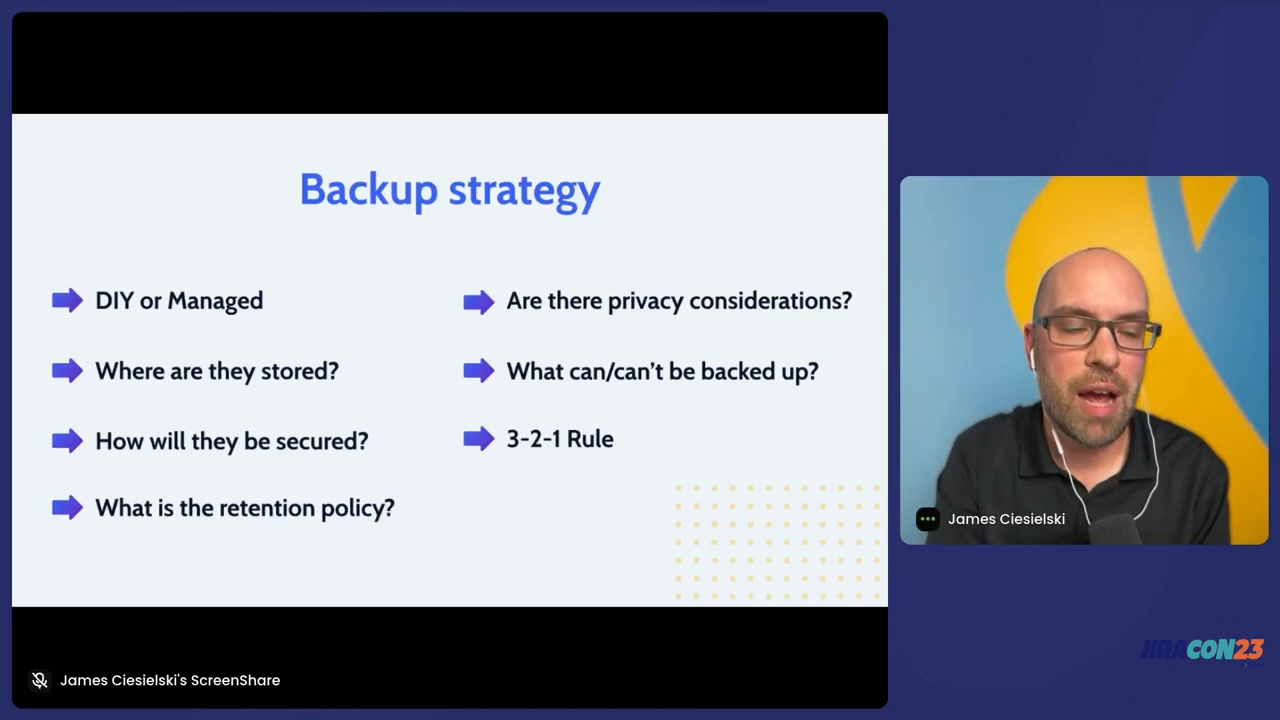 Backup strategy
DIY or Managed
Where are they stored?
How will they be secured?
What is the retention policy?
Are there privacy considerations?
What can/can't be backed up?
3-2-1 Rule
James Ciesielski
James Ciesielski's ScreenShare
JIRACON23